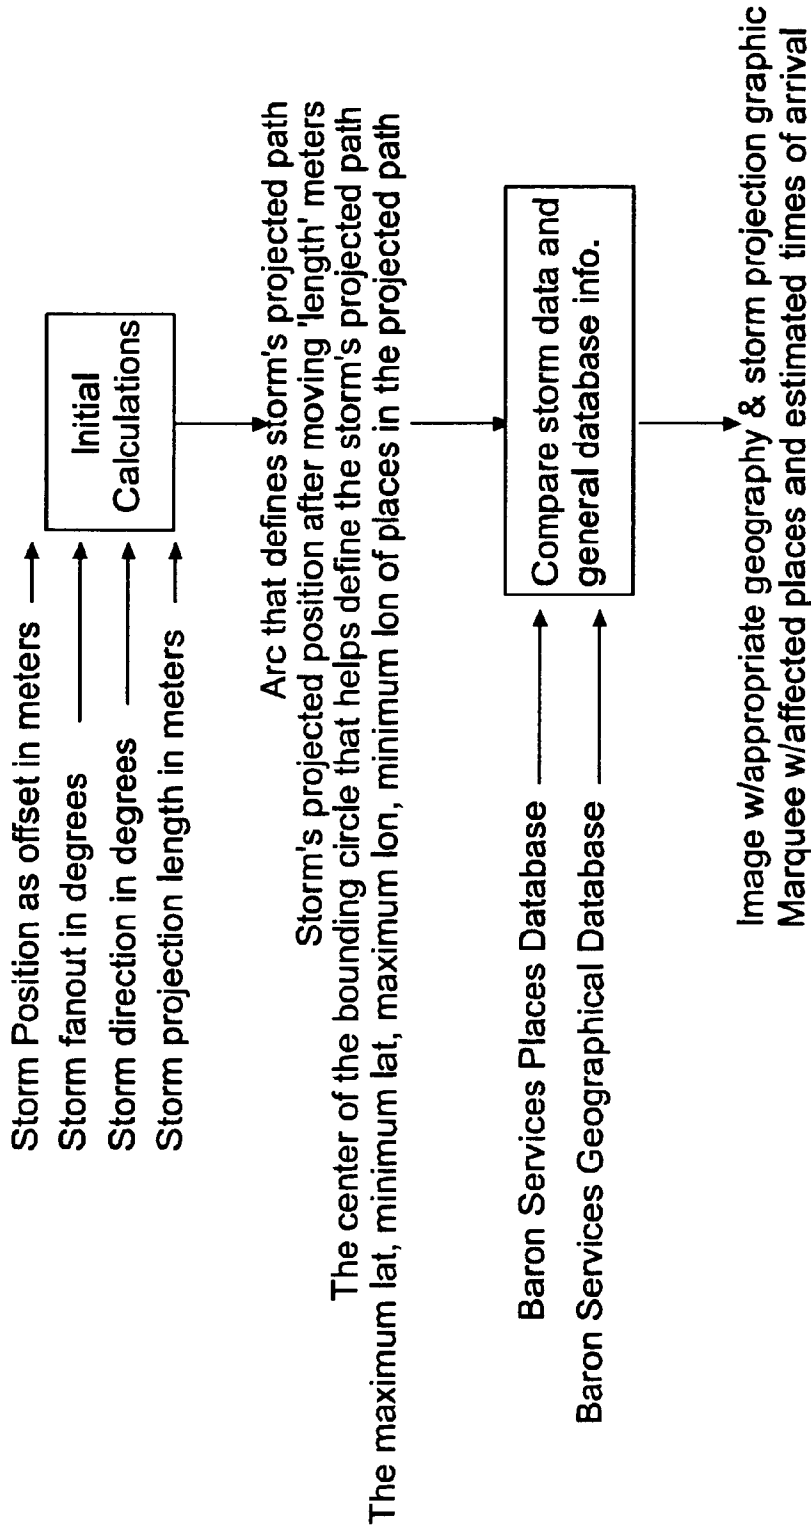 Storm Position as offset in meters
Storm fanout in degrees
Storm direction in degrees
Storm projection length in meters
Initial
Calculations
Arc that defines storm's projected path
Storm's projected position after moving 'length' meters
The center of the bounding circle that helps define the storm's projected path
The maximum lat, minimum lat, maximum lon, minimum lon of places in the projected path
Baron Services Places Database
Baron Services Geographical Database
Compare storm data and
general database info.
Image w/appropriate geography & storm projection graphic
Marquee w/affected places and estimated times of arrival